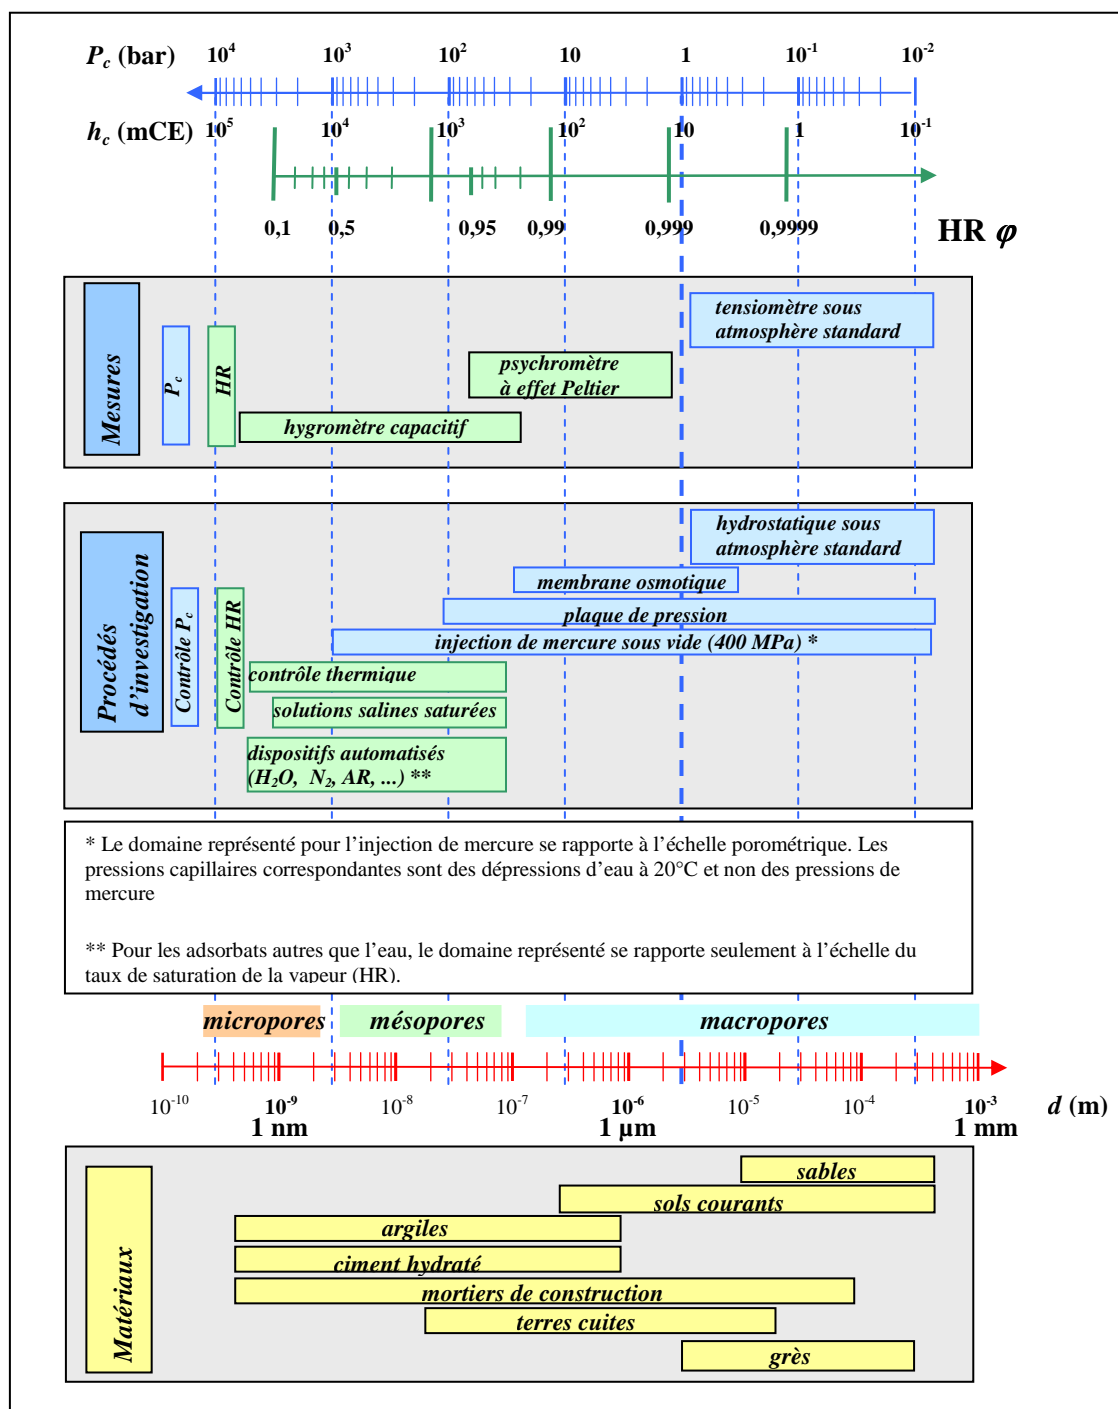 P_c (bar) 10⁴ 10³ 10² 10 1 10⁻¹ 10⁻²
h_c (mCE) 10⁵ 10⁴ 10³ 10² 10 1 10⁻¹
0,1 0,5 0,95 0,99 0,999 0,9999 HR φ
Mesures
P_c
HR
tensiomètre sous
atmosphère standard
psychromètre
à effet Peltier
hygromètre capacitif
Procédés
d'investigation
Contrôle P_c
Contrôle HR
hydrostatique sous
atmosphère standard
membrane osmotique
plaque de pression
injection de mercure sous vide (400 MPa) *
contrôle thermique
solutions salines saturées
dispositifs automatisés
(H₂O, N₂, AR, ...) **
* Le domaine représenté pour l'injection de mercure se rapporte à l'échelle porométrique. Les
pressions capillaires correspondantes sont des dépressions d'eau à 20°C et non des pressions de
mercure
** Pour les adsorbats autres que l'eau, le domaine représenté se rapporte seulement à l'échelle du
taux de saturation de la vapeur (HR).
micropores mésopores macropores
10⁻¹⁰ 10⁻⁹ 10⁻⁸ 10⁻⁷ 10⁻⁶ 10⁻⁵ 10⁻⁴ 10⁻³ d (m)
1 nm 1 µm 1 mm
Matériaux
sables
sols courants
argiles
ciment hydraté
mortiers de construction
terres cuites
grès